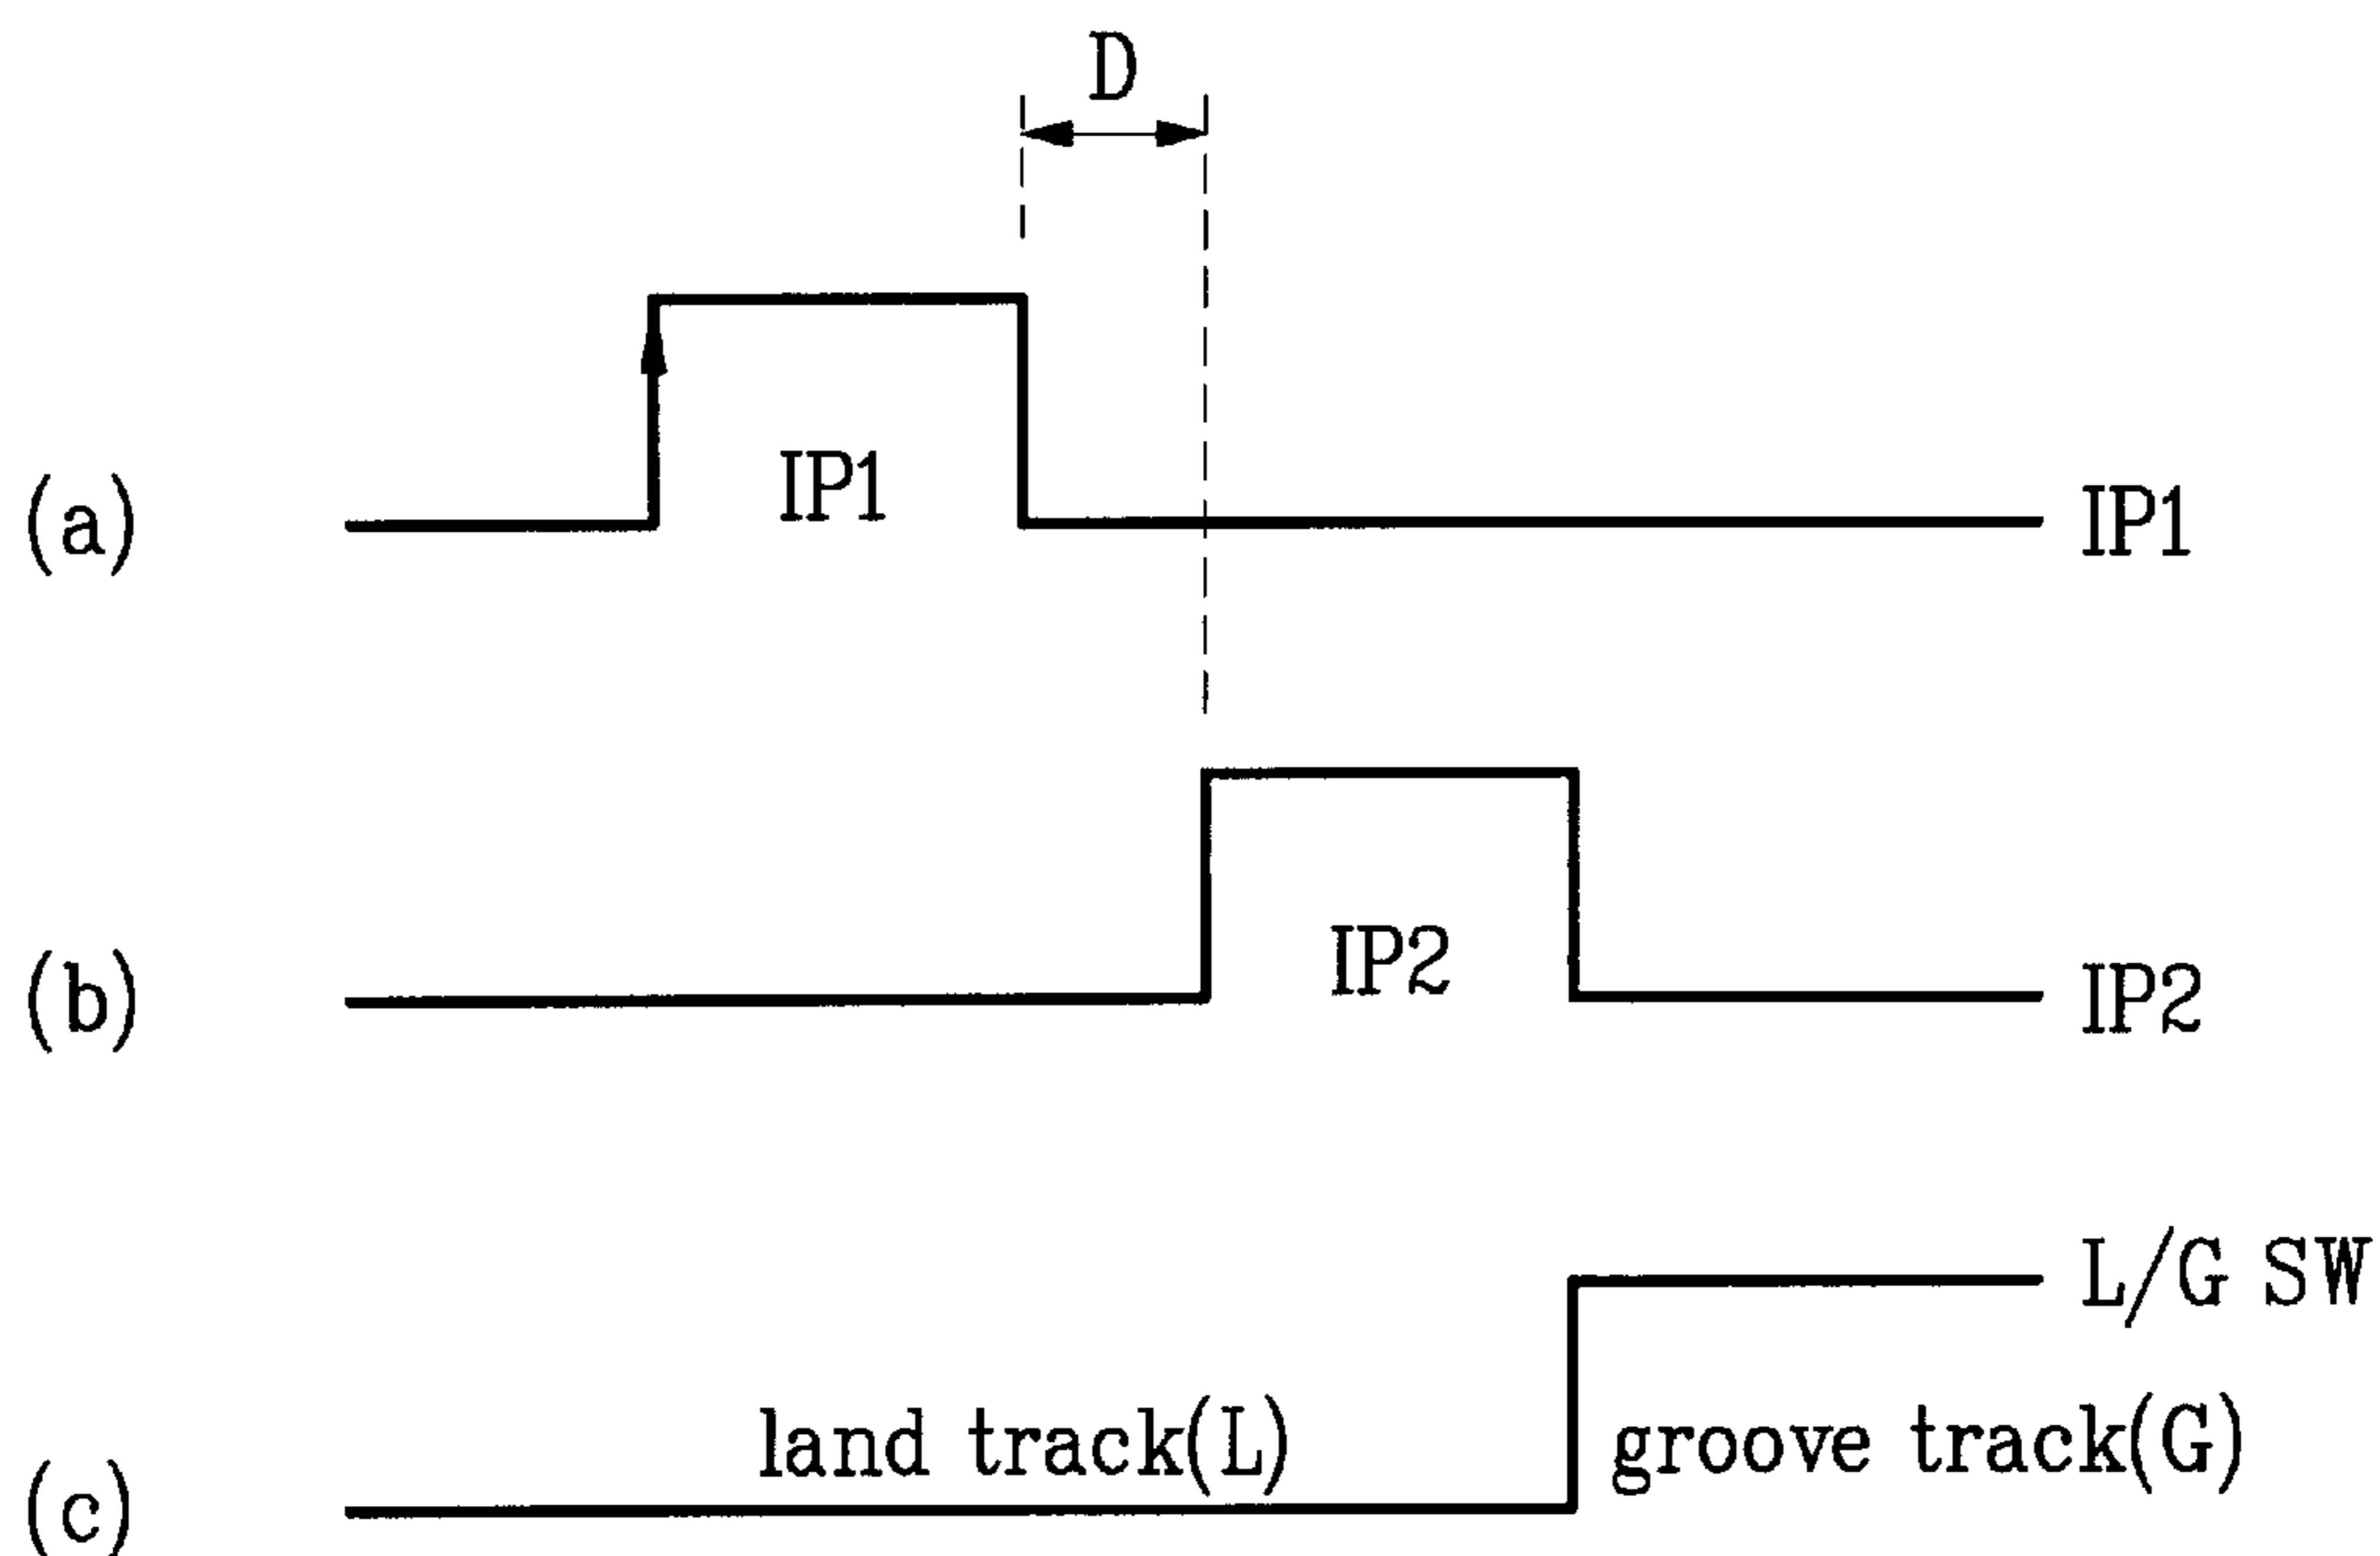 D
IP1
(a)
IP1
IP2
(b)
IP2
L/G SW
land track(L)
groove track(G)
(c)